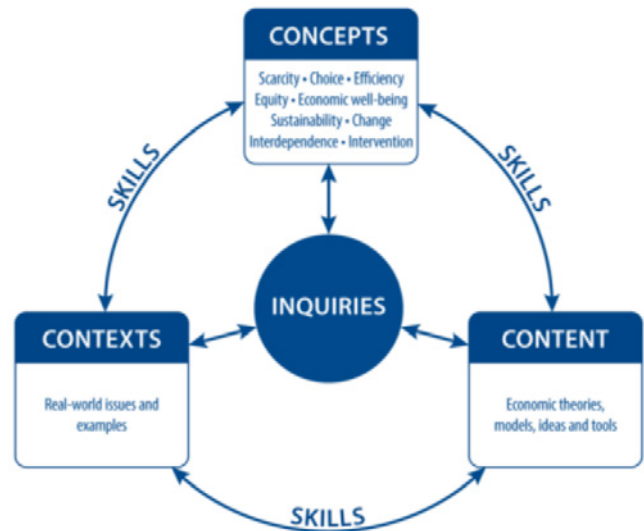 CONCEPTS
Scarcity • Choice • Efficiency
Equity • Economic well-being
Sustainability • Change
Interdependence • Intervention
SKILLS
SKILLS
INQUIRIES
CONTEXTS
Real-world issues and
examples
CONTENT
Economic theories,
models, ideas and tools
SKILLS